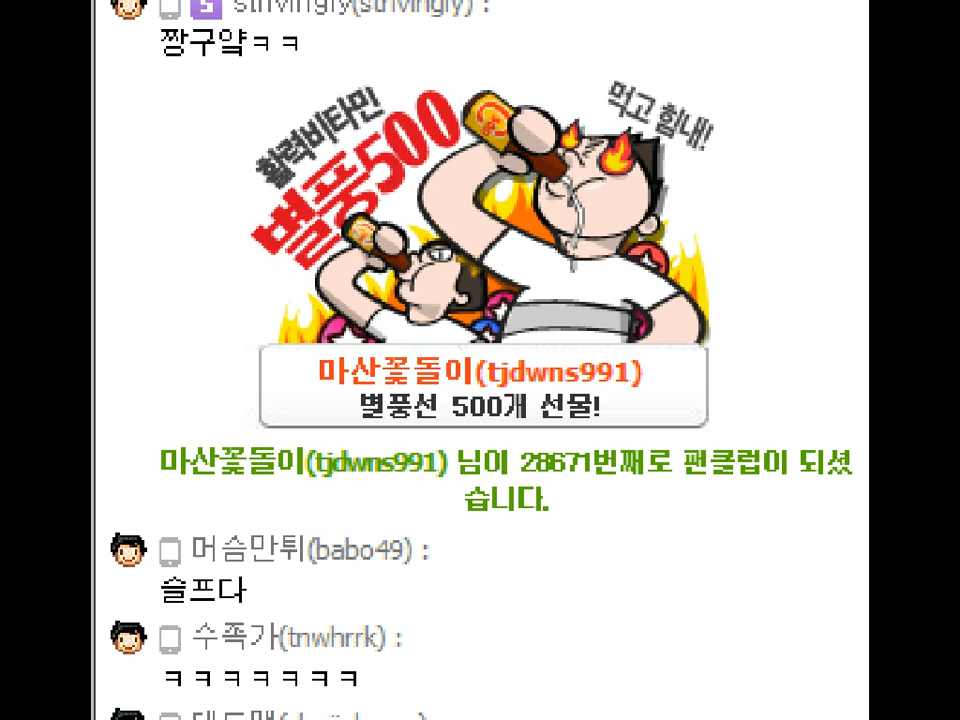 S strivingly(strivingly) :
짱구얔ㅋㅋ
활력비타민
별풍500
먹고 힘내!
마산꽃돌이(tjdwns991)
별풍선 500개 선물!
마산꽃돌이(tjdwns991) 님이 28671번째로 팬클럽이 되셨
습니다.
머슴만튀(babo49) :
슬프다
수족가(tnwhrrk) :
ㅋㅋㅋㅋㅋㅋㅋ